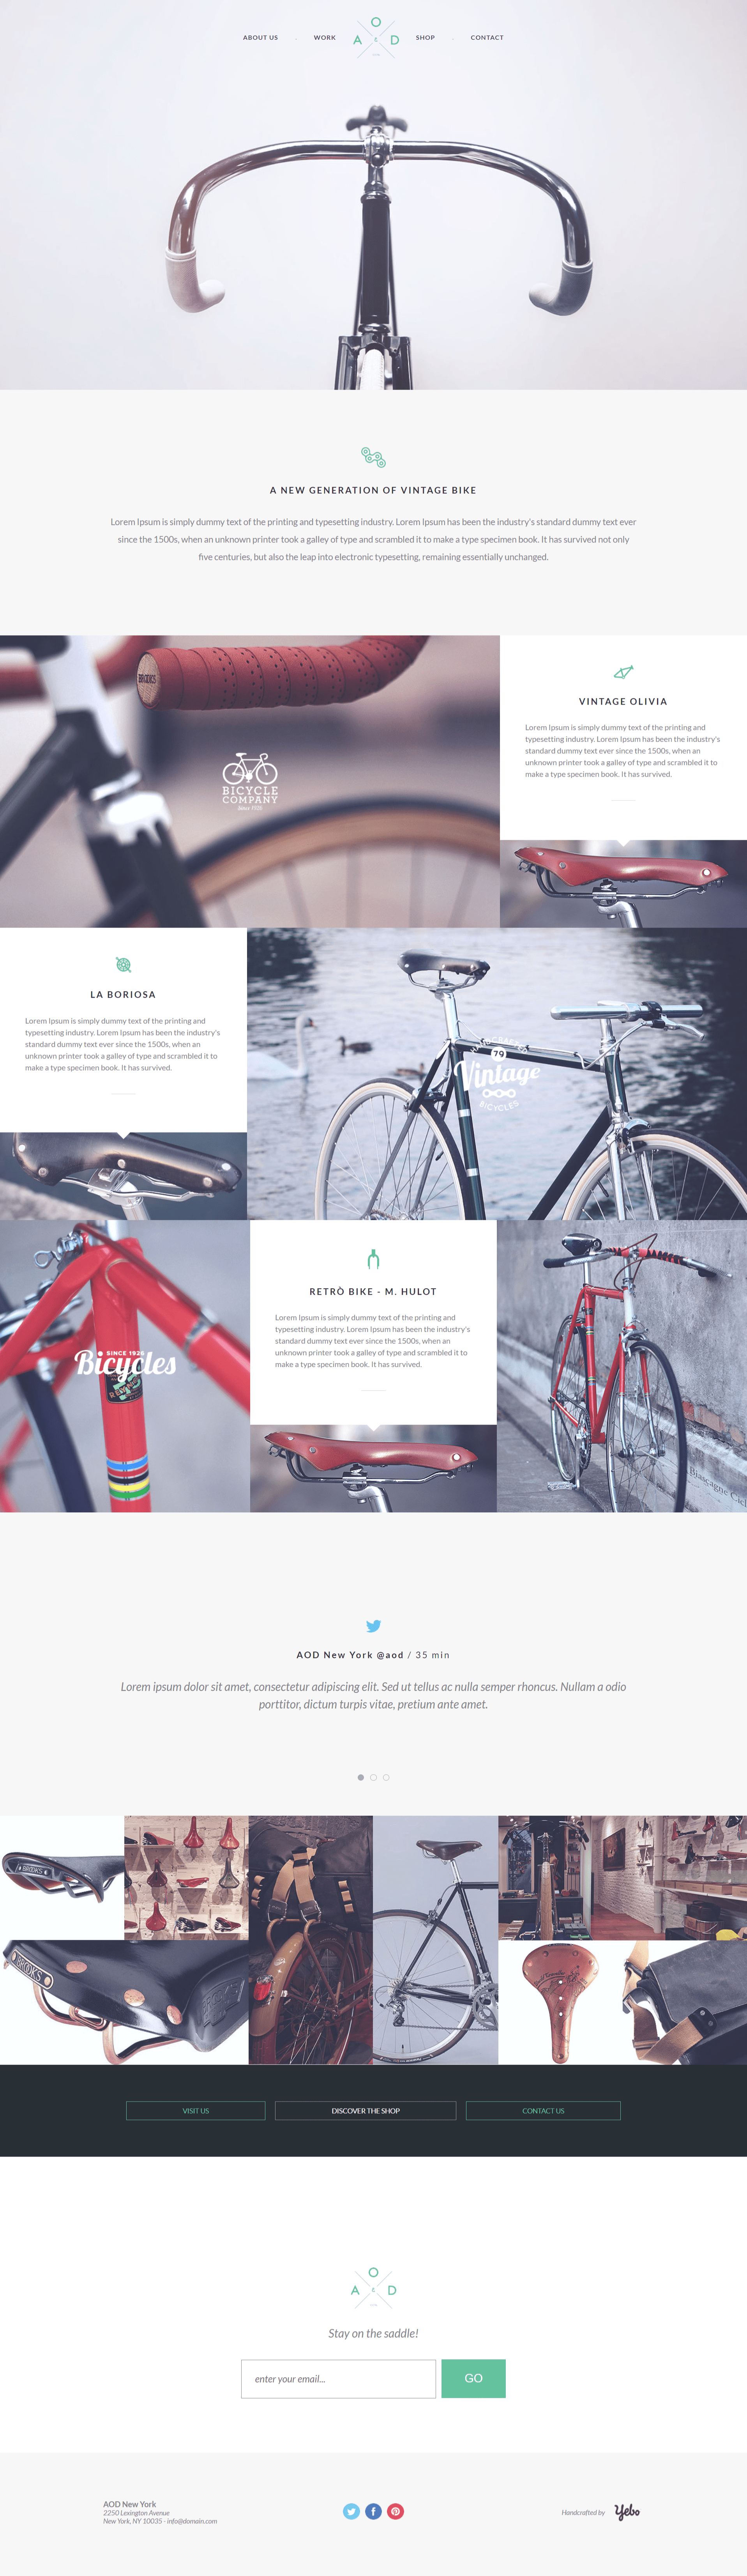 ABOUT US
WORK
O
A E D
SHOP
CONTACT
A NEW GENERATION OF VINTAGE BIKE
Lorem Ipsum is simply dummy text of the printing and typesetting industry. Lorem Ipsum has been the industry's standard dummy text ever
since the 1500s, when an unknown printer took a galley of type and scrambled it to make a type specimen book. It has survived not only
five centuries, but also the leap into electronic typesetting, remaining essentially unchanged.
BROOKS
BICYCLE
COMPANY
VINTAGE OLIVIA
Lorem Ipsum is simply dummy text of the printing and
typesetting industry. Lorem Ipsum has been the industry's
standard dummy text ever since the 1500s, when an
unknown printer took a galley of type and scrambled it to
make a type specimen book. It has survived.
LA BORIOSA
Lorem Ipsum is simply dummy text of the printing and
typesetting industry. Lorem Ipsum has been the industry's
standard dummy text ever since the 1500s, when an
unknown printer took a galley of type and scrambled it to
make a type specimen book. It has survived.
79
Vintage
BICYCLES
SINCE 1925
Bicycles
RETRÒ BIKE - M. HULOT
Lorem Ipsum is simply dummy text of the printing and
typesetting industry. Lorem Ipsum has been the industry's
standard dummy text ever since the 1500s, when an
unknown printer took a galley of type and scrambled it to
make a type specimen book. It has survived.
AOD New York @aod / 35 min
Lorem ipsum dolor sit amet, consectetur adipiscing elit. Sed ut tellus ac nulla semper rhoncus. Nullam a odio
porttitor, dictum turpis vitae, pretium ante amet.
BROOKS
BROOKS
VISIT US
DISCOVER THE SHOP
CONTACT US
O
A E D
Stay on the saddle!
enter your email...
GO
AOD New York
2250 Lexington Avenue
New York, NY 10035 - info@domain.com
Handcrafted by
Yebo